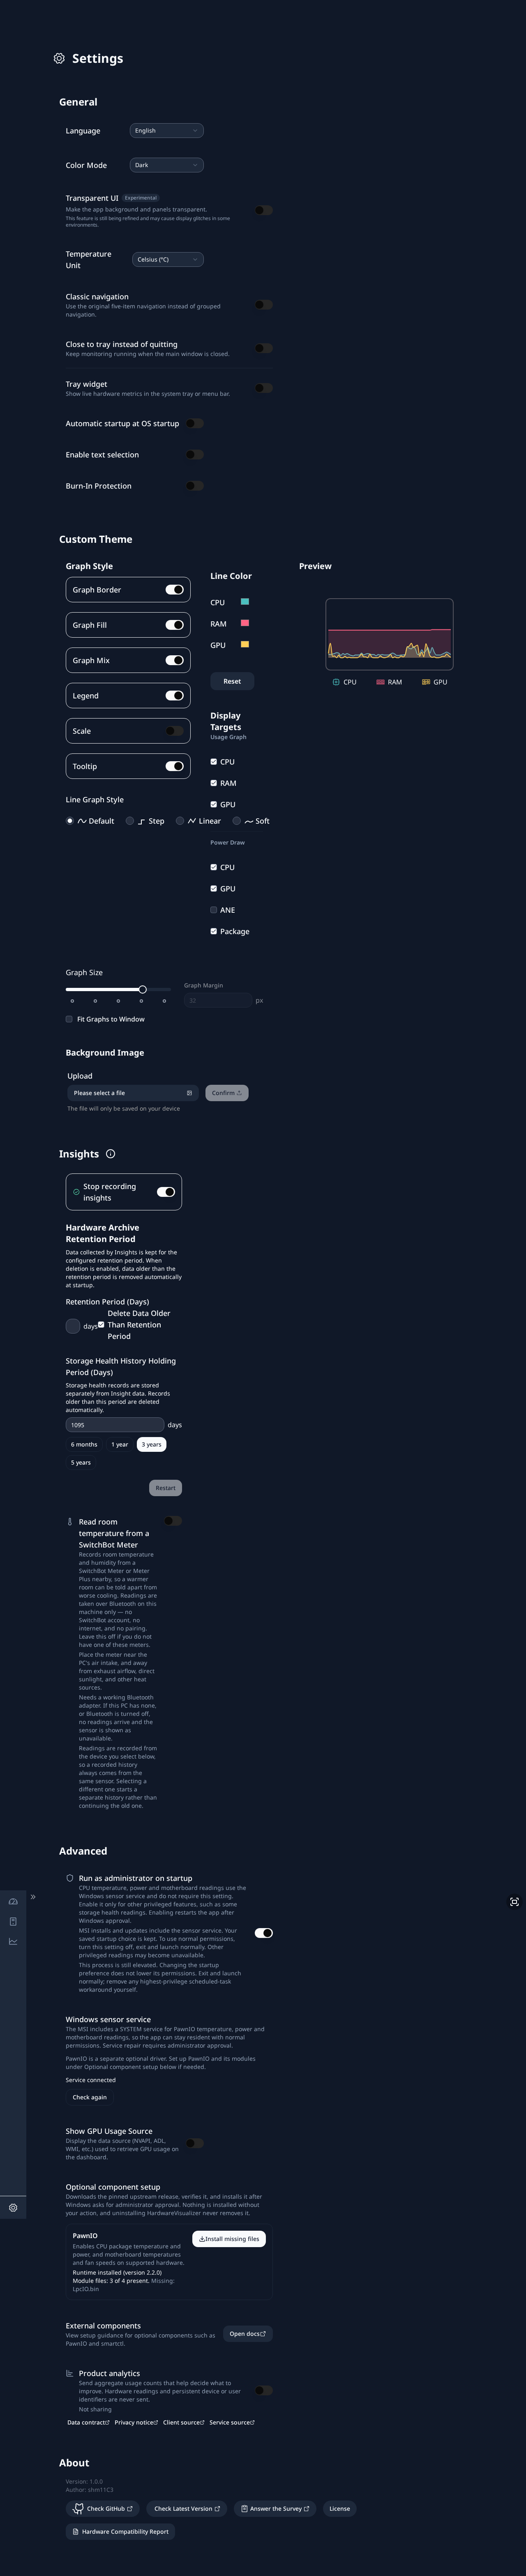 Settings
General
Language
English
Color Mode
Dark
Transparent UI
Experimental
Make the app background and panels transparent.
This feature is still being refined and may cause display glitches in some
environments.
Temperature
Unit
Celsius (°C)
Classic navigation
Use the original five-item navigation instead of grouped
navigation.
Close to tray instead of quitting
Keep monitoring running when the main window is closed.
Tray widget
Show live hardware metrics in the system tray or menu bar.
Automatic startup at OS startup
Enable text selection
Burn-In Protection
Custom Theme
Graph Style
Graph Border
Graph Fill
Graph Mix
Legend
Scale
Tooltip
Line Graph Style
Default
Step
Linear
Soft
Line Color
CPU
RAM
GPU
Reset
Display
Targets
Usage Graph
CPU
RAM
GPU
Power Draw
CPU
GPU
ANE
Package
Preview
CPU
RAM
GPU
Graph Size
Graph Margin
px
Fit Graphs to Window
Background Image
Upload
Please select a file
Confirm
The file will only be saved on your device
Insights
Stop recording
insights
Hardware Archive
Retention Period
Data collected by Insights is kept for the
configured retention period. When
deletion is enabled, data older than the
retention period is removed automatically
at startup.
Retention Period (Days)
days
Delete Data Older
Than Retention
Period
Storage Health History Holding
Period (Days)
Storage health records are stored
separately from Insight data. Records
older than this period are deleted
automatically.
1095
days
6 months
1 year
3 years
5 years
Restart
Read room
temperature from a
SwitchBot Meter
Records room temperature
and humidity from a
SwitchBot Meter or Meter
Plus nearby, so a warmer
room can be told apart from
worse cooling. Readings are
taken over Bluetooth on this
machine only — no
SwitchBot account, no
internet, and no pairing.
Leave this off if you do not
have one of these meters.
Place the meter near the
PC's air intake, and away
from exhaust airflow, direct
sunlight, and other heat
sources.
Needs a working Bluetooth
adapter. If this PC has none,
or Bluetooth is turned off,
no readings arrive and the
sensor is shown as
unavailable.
Readings are recorded from
the device you select below,
so a recorded history
always comes from the
same sensor. Selecting a
different one starts a
separate history rather than
continuing the old one.
Advanced
Run as administrator on startup
CPU temperature, power and motherboard readings use the
Windows sensor service and do not require this setting.
Enable it only for other privileged features, such as some
storage health readings. Enabling restarts the app after
Windows approval.
MSI installs and updates include the sensor service. Your
saved startup choice is kept. To use normal permissions,
turn this setting off, exit and launch normally. Other
privileged readings may become unavailable.
This process is still elevated. Changing the startup
preference does not lower its permissions. Exit and launch
normally; remove any highest-privilege scheduled-task
workaround yourself.
Windows sensor service
The MSI includes a SYSTEM service for PawnIO temperature, power and
motherboard readings, so the app can stay resident with normal
permissions. Service repair requires administrator approval.
PawnIO is a separate optional driver. Set up PawnIO and its modules
under Optional component setup below if needed.
Service connected
Check again
Show GPU Usage Source
Display the data source (NVAPI, ADL,
WMI, etc.) used to retrieve GPU usage on
the dashboard.
Optional component setup
Downloads the pinned upstream release, verifies it, and installs it after
Windows asks for administrator approval. Nothing is installed without
your action, and uninstalling HardwareVisualizer never removes it.
PawnIO
Enables CPU package temperature and
power, and motherboard temperatures
and fan speeds on supported hardware.
Runtime installed (version 2.2.0)
Module files: 3 of 4 present. Missing:
LpcIO.bin
Install missing files
External components
View setup guidance for optional components such as
PawnIO and smartctl.
Open docs
Product analytics
Send aggregate usage counts that help decide what to
improve. Hardware readings and persistent device or user
identifiers are never sent.
Not sharing
Data contract
Privacy notice
Client source
Service source
About
Version: 1.0.0
Author: shm11C3
Check GitHub
Check Latest Version
Answer the Survey
License
Hardware Compatibility Report